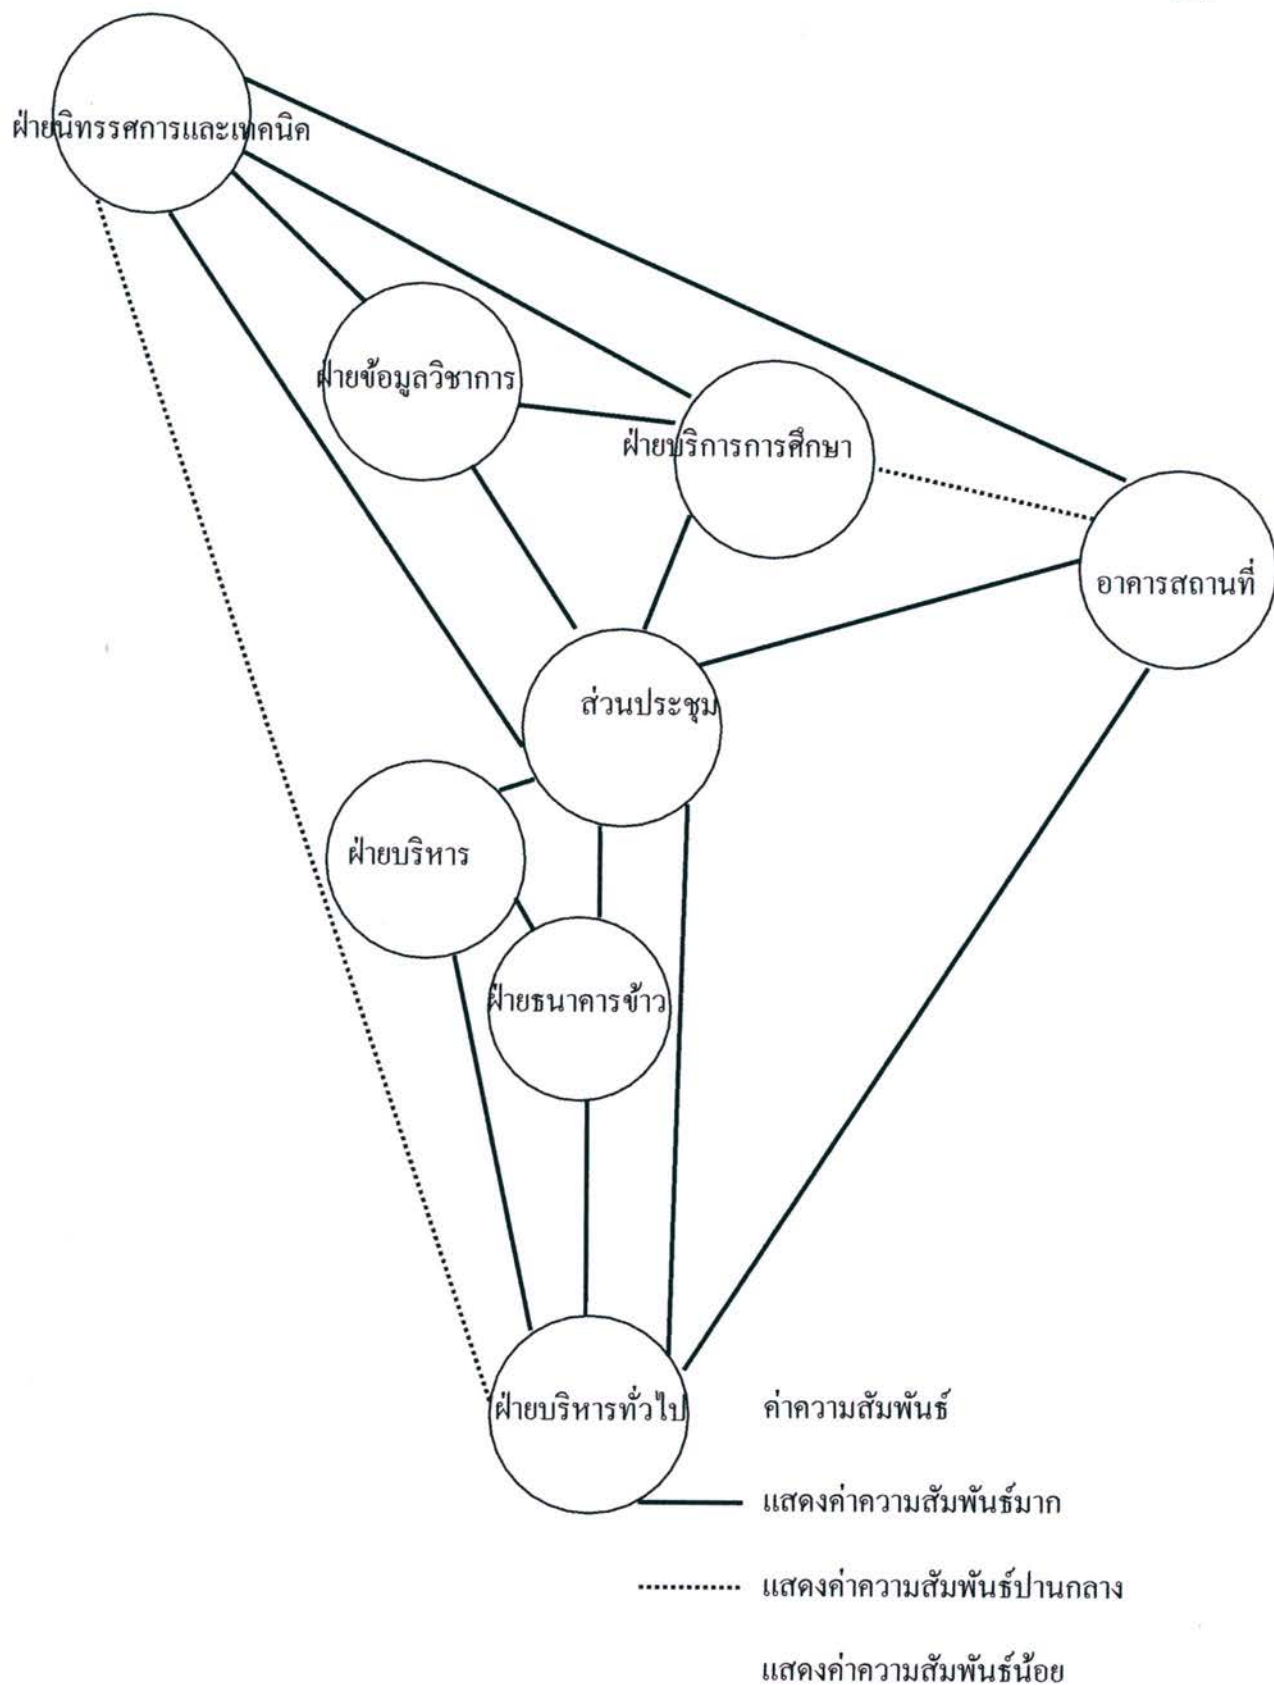 ฝ่ายนิทรรศการและเทคนิค
ฝ่ายข้อมูลวิชาการ
ฝ่ายบริการการศึกษา
อาคารสถานที่
ส่วนประชุม
ฝ่ายบริหาร
ฝ่ายธนาคารข้าว
ฝ่ายบริหารทั่วไป
ค่าความสัมพันธ์
แสดงค่าความสัมพันธ์มาก
แสดงค่าความสัมพันธ์ปานกลาง
แสดงค่าความสัมพันธ์น้อย